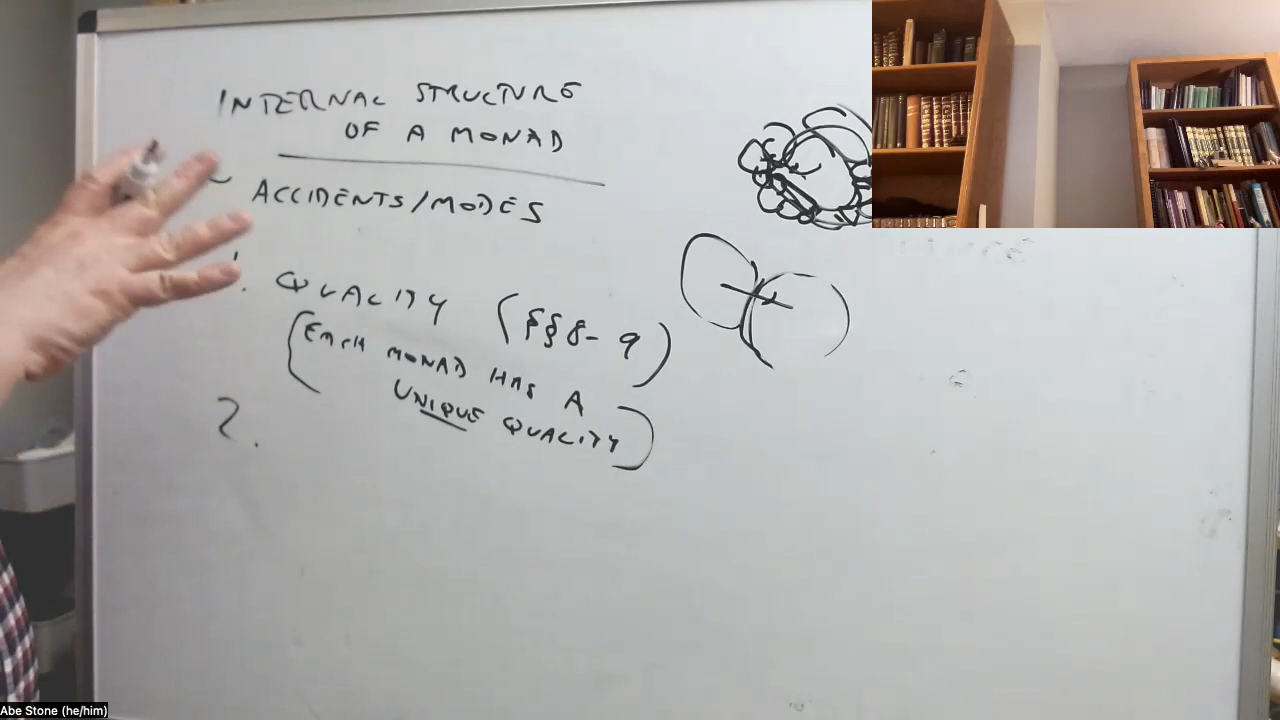 INTERNAL STRUCTURE
OF A MONAD
ACCIDENTS/MODES
1. QUALITY (§§8-9)
(EACH MONAD HAS A
UNIQUE QUALITY)
2.
Abe Stone (he/him)